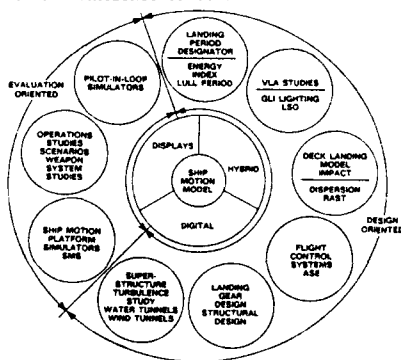 LANDING
PERIOD
DESIGNATOR
ENERGY
INDEX
LULL PERIOD
VLA STUDIES
GLI LIGHTING
LSO
DECK LANDING
MODEL
IMPACT
DISPERSION
RAST
DESIGN
ORIENTED
FLIGHT
CONTROL
SYSTEMS
ASE
LANDING
GEAR
DESIGN
STRUCTURAL
DESIGN
SUPER-
STRUCTURE
TURBULENCE
STUDY
WATER TUNNELS
WIND TUNNELS
SHIP MOTION
PLATFORM
SIMULATORS
SMS
OPERATIONS
STUDIES
SCENARIOS
WEAPON
SYSTEM
STUDIES
EVALUATION
ORIENTED
PILOT-IN-LOOP
SIMULATORS
DISPLAYS
HYBRID
DIGITAL
SHIP
MOTION
MODEL